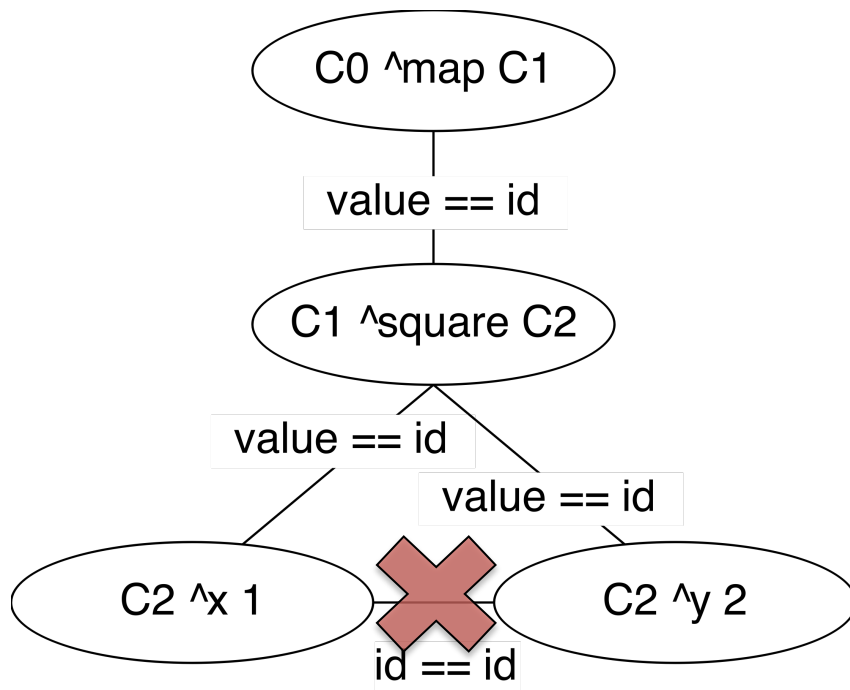 C0 ^map C1
value == id
C1 ^square C2
value == id
value == id
C2 ^x 1
C2 ^y 2
id == id